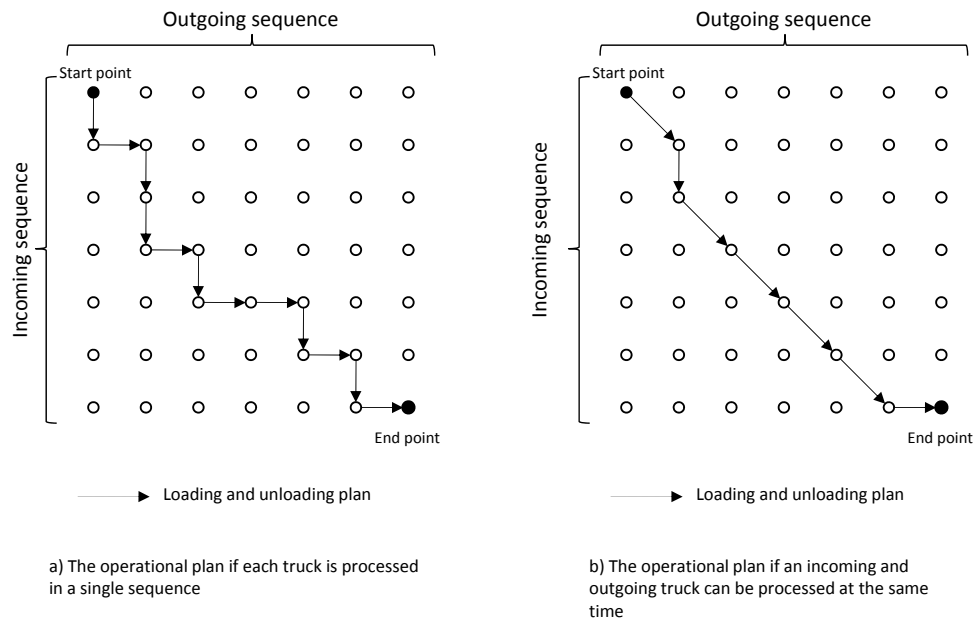 Outgoing sequence
Start point
Incoming sequence
End point
Loading and unloading plan
a) The operational plan if each truck is processed
in a single sequence
Outgoing sequence
Start point
Incoming sequence
End point
Loading and unloading plan
b) The operational plan if an incoming and
outgoing truck can be processed at the same
time